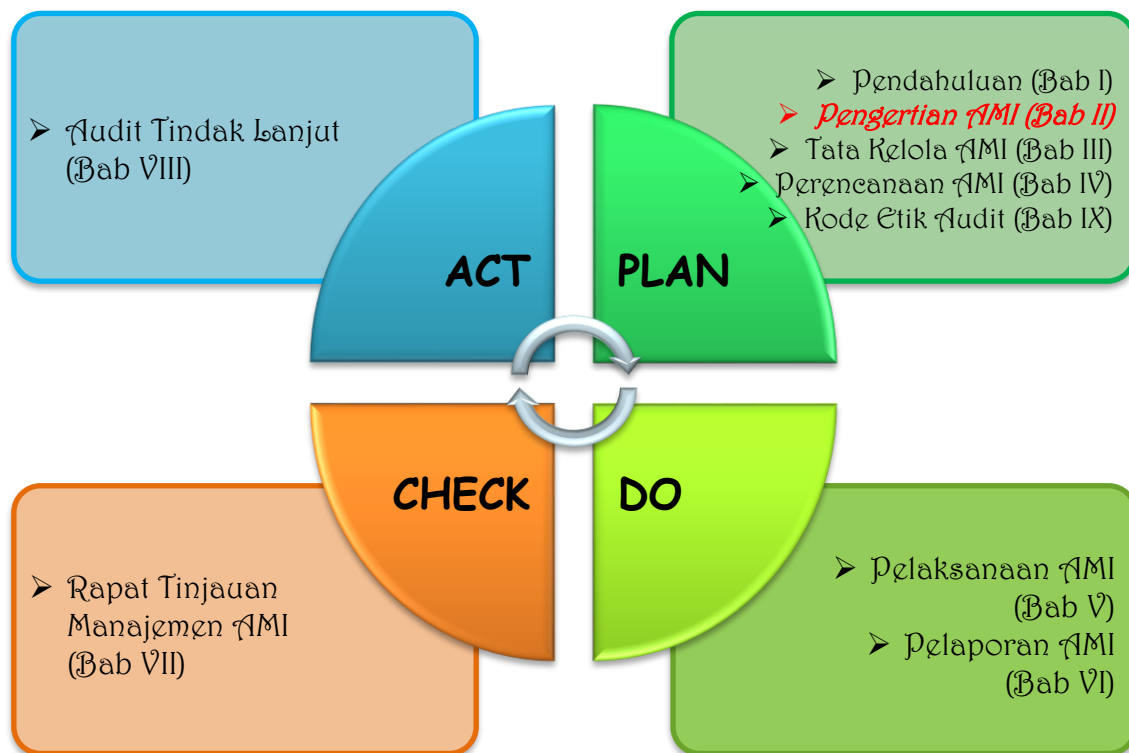 ➢ Audit Tindak Lanjut
(Bab VIII)
ACT
➢ Pendahuluan (Bab I)
➢ Pengertian AMI (Bab II)
➢ Tata Kelola AMI (Bab III)
➢ Perencanaan AMI (Bab IV)
➢ Kode Etik Audit (Bab IX)
PLAN
➢ Rapat Tinjauan
Manajemen AMI
(Bab VII)
CHECK
DO
➢ Pelaksanaan AMI
(Bab V)
➢ Pelaporan AMI
(Bab VI)